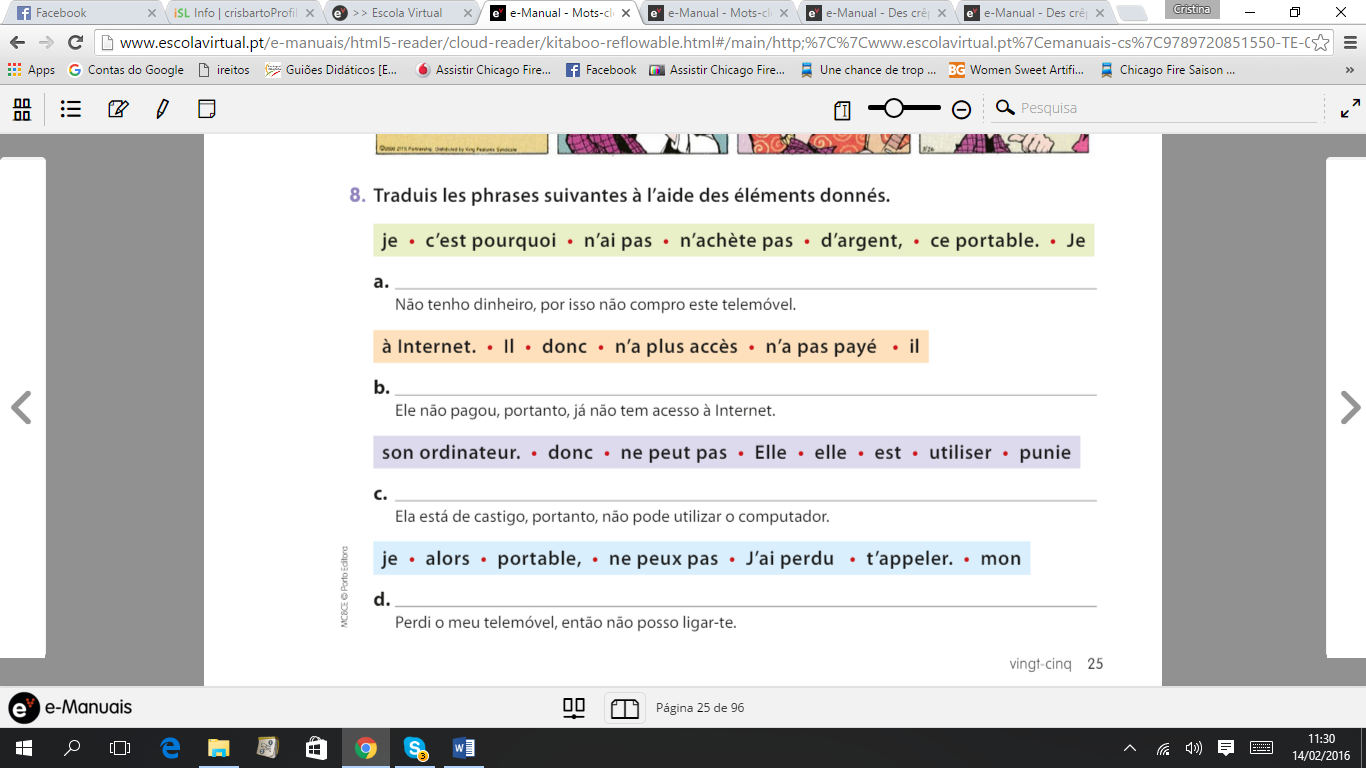 Facebook
iSL Info | crisbartoProfil
>> Escola Virtual
e-Manual - Mots-cl
e-Manual - Mots-cl
e-Manual - Des crê
e-Manual - Des crê
Cristina
www.escolavirtual.pt/e-manuais/html5-reader/cloud-reader/kitaboo-reflowable.html#/main/http;%7C%7Cwww.escolavirtual.pt%7Cemanuais-cs%7C9789720851550-TE-0
Apps
Contas do Google
ireitos
Guiões Didáticos [E...
Assistir Chicago Fire...
Facebook
Assistir Chicago Fire...
Une chance de trop ...
BG Women Sweet Artifi...
Chicago Fire Saison ...
»
Pesquisa
8. Traduis les phrases suivantes à l'aide des éléments donnés.
je • c'est pourquoi • n'ai pas • n'achète pas • d'argent, • ce portable. • Je
a.
Não tenho dinheiro, por isso não compro este telemóvel.
à Internet. • Il • donc • n'a plus accès • n'a pas payé • il
b.
Ele não pagou, portanto, já não tem acesso à Internet.
son ordinateur. • donc • ne peut pas • Elle • elle • est • utiliser • punie
c.
Ela está de castigo, portanto, não pode utilizar o computador.
je • alors • portable, • ne peux pas • J'ai perdu • t'appeler. • mon
d.
Perdi o meu telemóvel, então não posso ligar-te.
MC8CE © Porto Editora
vingt-cinq 25
e-Manuais
Página 25 de 96
11:30
14/02/2016